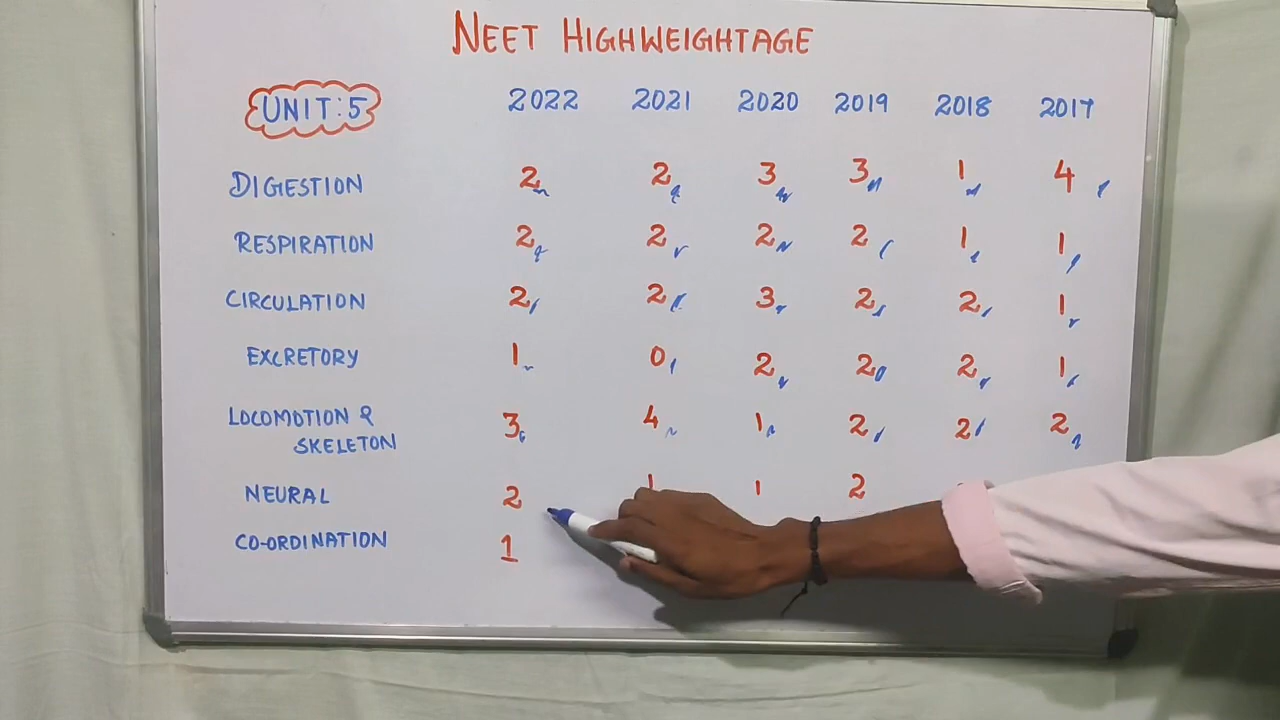 NEET HIGHWEIGHTAGE
UNIT:5 2022 2021 2020 2019 2018 2017
DIGESTION 2 2 3 3 1 4
RESPIRATION 2 2 2 2 1 1
CIRCULATION 2 2 3 2 2 1
EXCRETORY 1 0 2 2 2 1
LOCOMOTION &
SKELETON 3 4 1 2 2 2
NEURAL 2 1 1 2
CO-ORDINATION 1